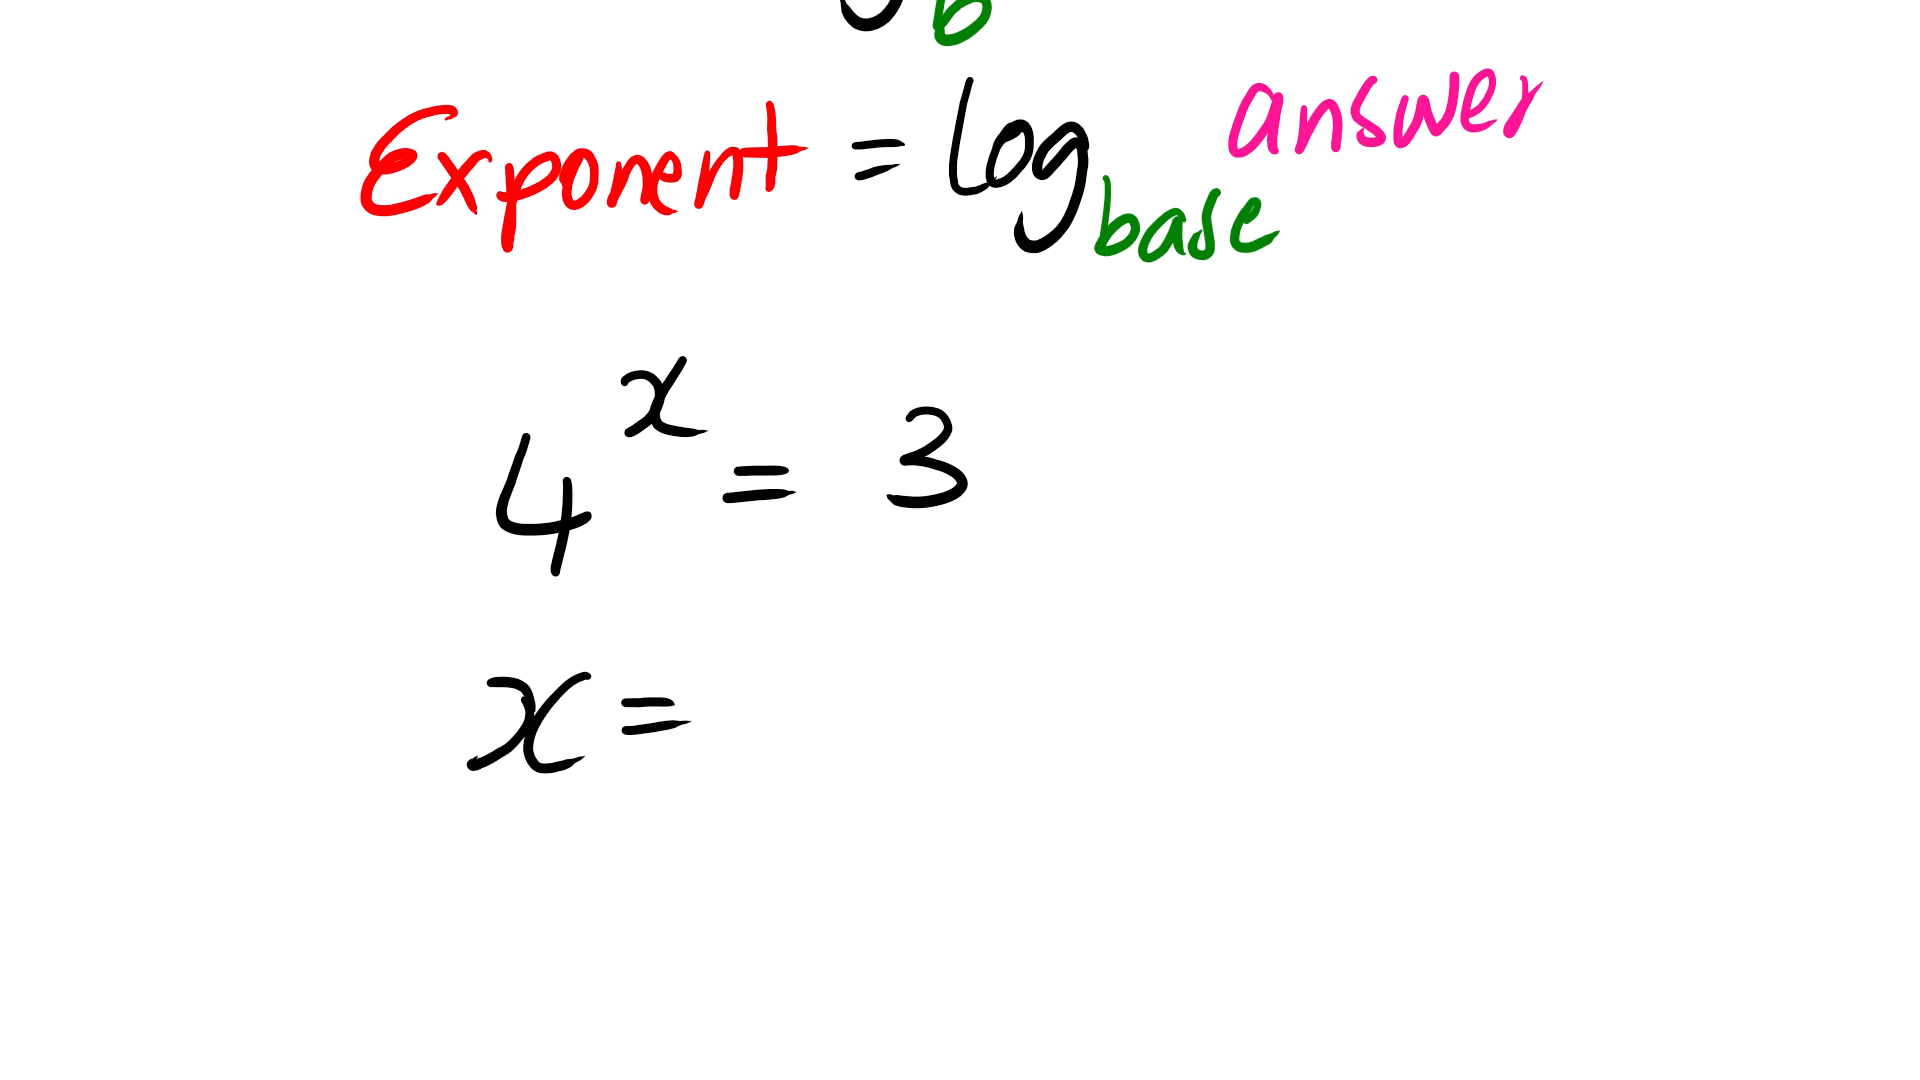 b
Exponent = log_base answer
4^x = 3
x =